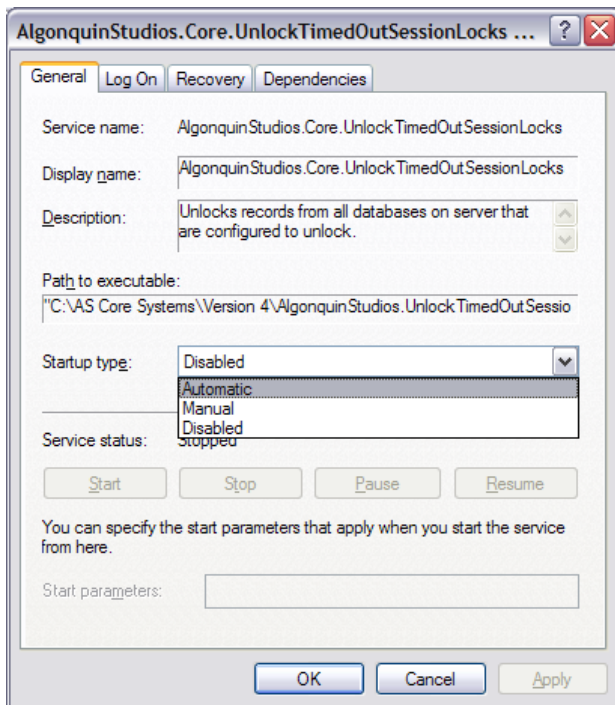 AlgonquinStudios.Core.UnlockTimedOutSessionLocks ... ?
General Log On Recovery Dependencies
Service name: AlgonquinStudios.Core.UnlockTimedOutSessionLocks
Display name: AlgonquinStudios.Core.UnlockTimedOutSessionLocks
Description: Unlocks records from all databases on server that
are configured to unlock.
Path to executable:
"C:\AS Core Systems\Version 4\AlgonquinStudios.UnlockTimedOutSessio
Startup type: Disabled
Automatic
Manual
Disabled
Service status: Stopped
Start Stop Pause Resume
You can specify the start parameters that apply when you start the service
from here.
Start parameters:
OK Cancel Apply